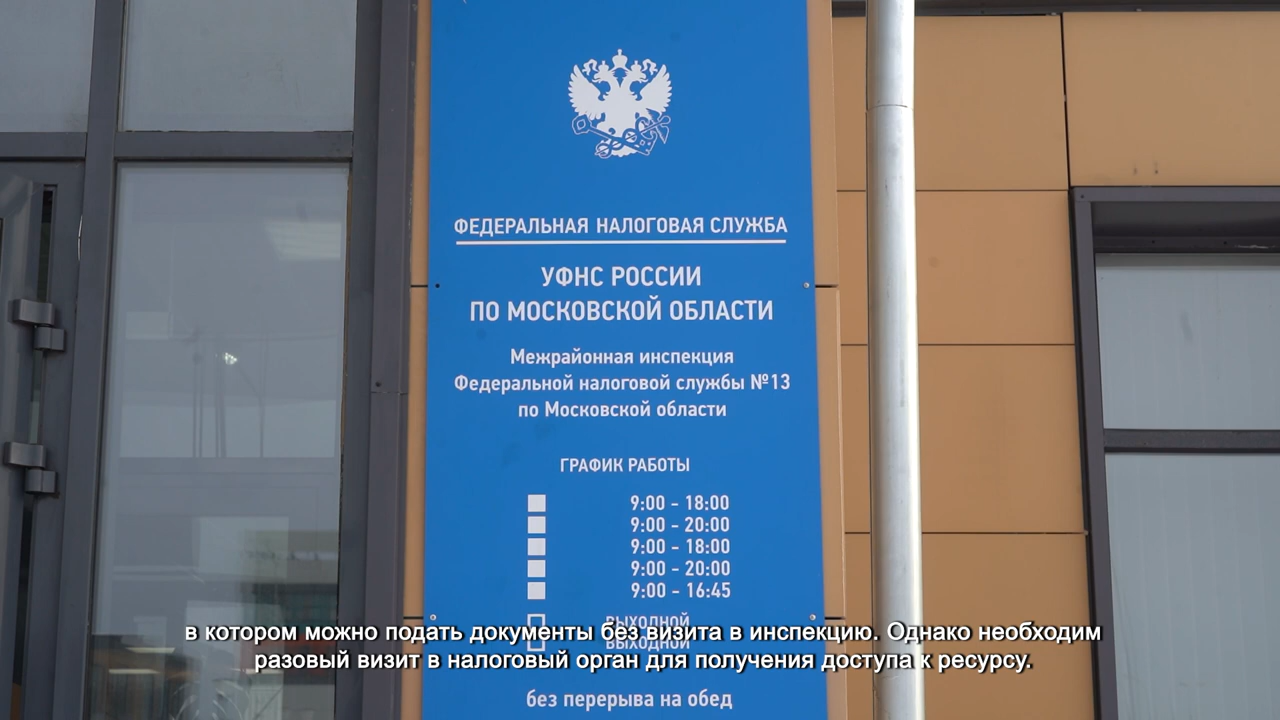 ФЕДЕРАЛЬНАЯ НАЛОГОВАЯ СЛУЖБА
УФНС РОССИИ
ПО МОСКОВСКОЙ ОБЛАСТИ
Межрайонная инспекция
Федеральной налоговой службы №13
по Московской области
ГРАФИК РАБОТЫ
9:00 - 18:00
9:00 - 20:00
9:00 - 18:00
9:00 - 20:00
9:00 - 16:45
ВЫХОДНОЙ
ВЫХОДНОЙ
в котором можно подать документы без визита в инспекцию. Однако необходим
разовый визит в налоговый орган для получения доступа к ресурсу.
без перерыва на обед